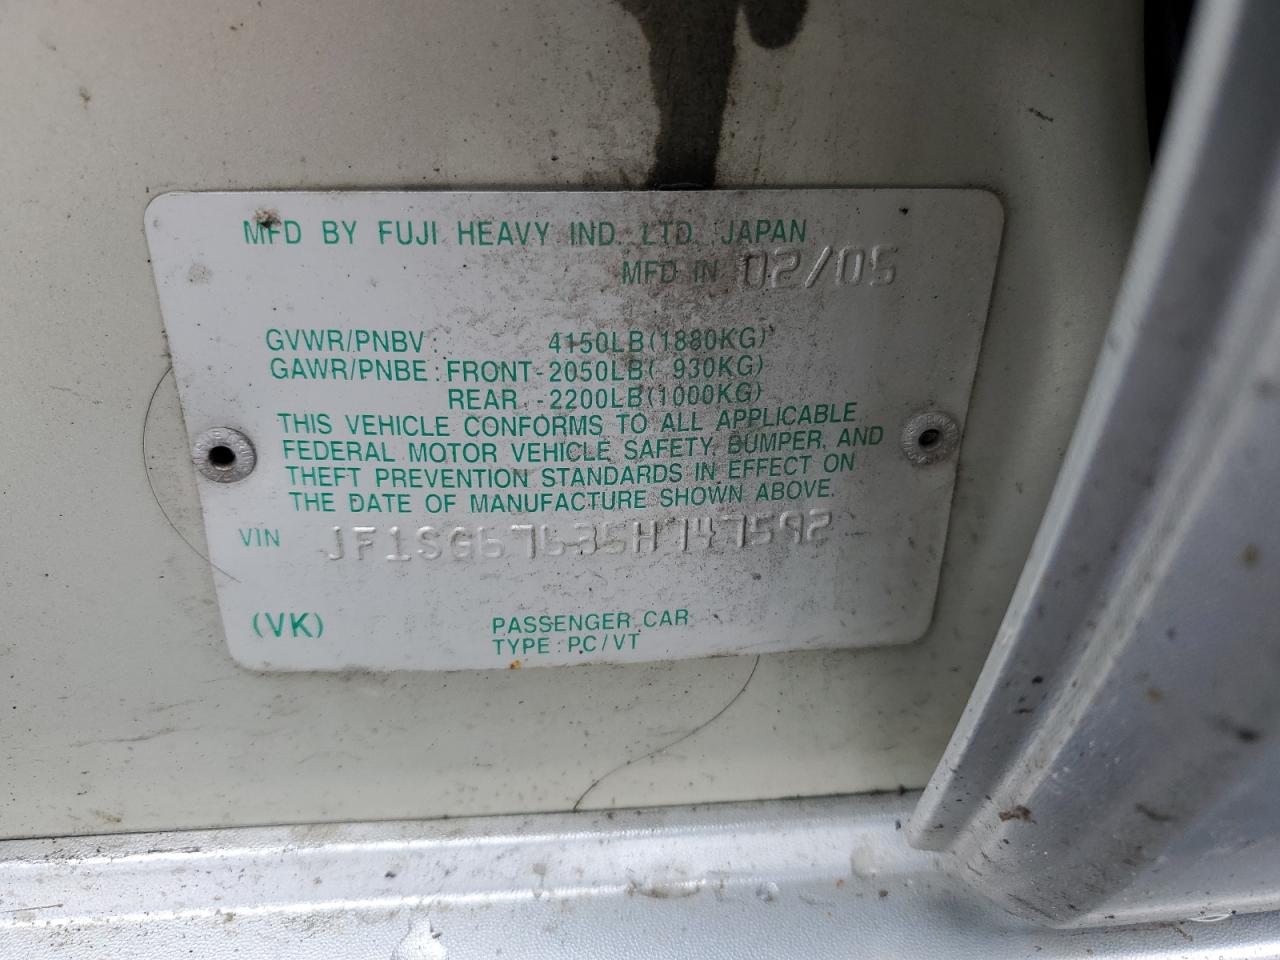 MFD BY FUJI HEAVY IND. LTD. JAPAN
MFD IN 02/05
GVWR/PNBV : 4150LB(1880KG)
GAWR/PNBE : FRONT-2050LB( 930KG)
REAR -2200LB(1000KG)
THIS VEHICLE CONFORMS TO ALL APPLICABLE
FEDERAL MOTOR VEHICLE SAFETY, BUMPER, AND
THEFT PREVENTION STANDARDS IN EFFECT ON
THE DATE OF MANUFACTURE SHOWN ABOVE.
VIN JF1SG67635H747592
(VK) PASSENGER CAR
TYPE : PC/VT